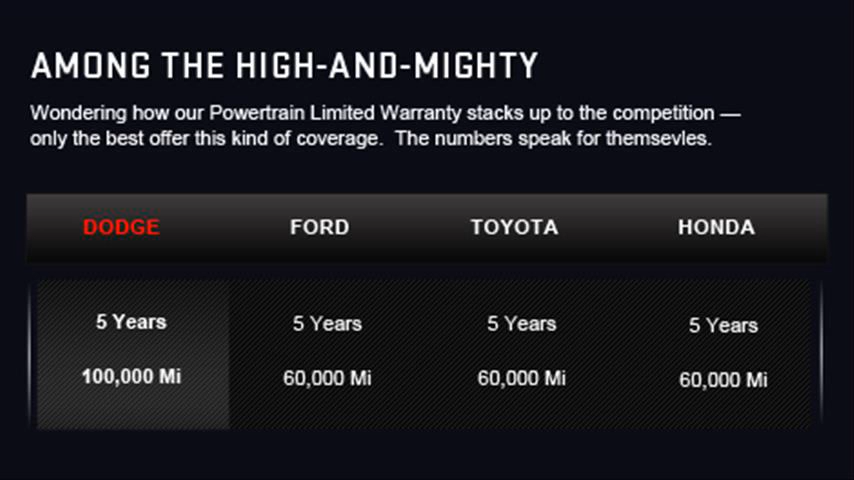 AMONG THE HIGH-AND-MIGHTY
Wondering how our Powertrain Limited Warranty stacks up to the competition —
only the best offer this kind of coverage.  The numbers speak for themsevles.
DODGE FORD TOYOTA HONDA
5 Years 5 Years 5 Years 5 Years
100,000 Mi 60,000 Mi 60,000 Mi 60,000 Mi